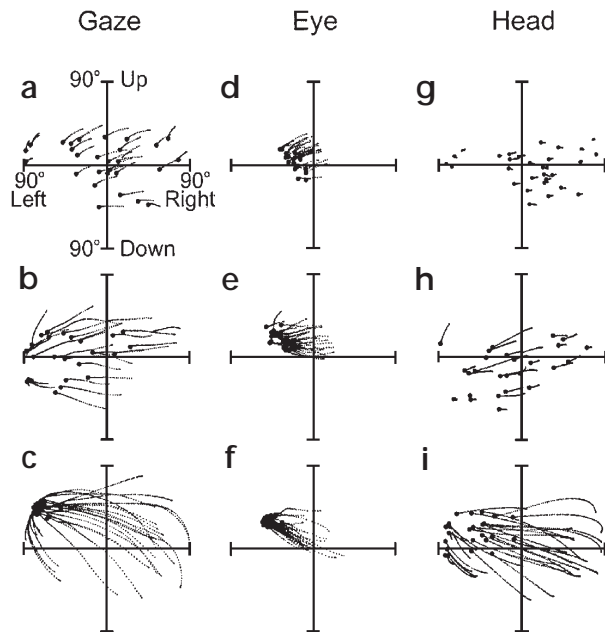 Gaze Eye Head
a 90° Up d g
90° 90°
Left Right
90° Down
b e h
c f i